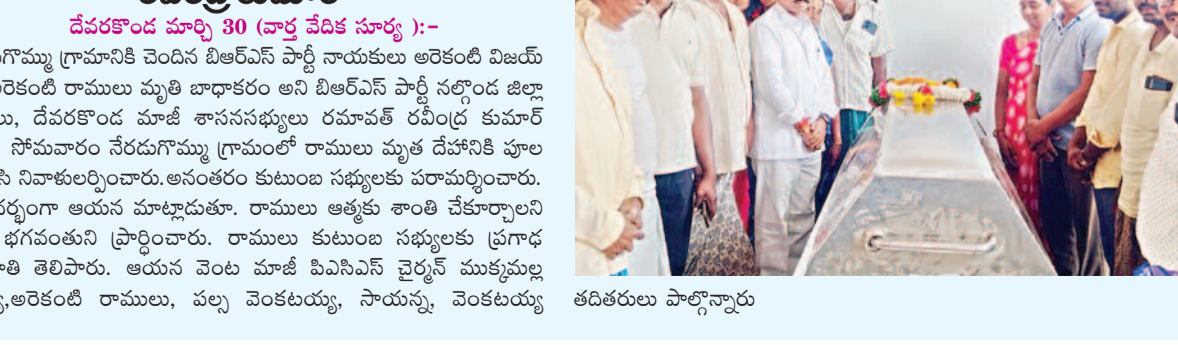 దేవరకొండ మార్చి 30 (వార్త వేదిక సూర్య ):-
గ్రామానికి చెందిన బిఆర్ఎస్ పార్టీ నాయకులు అరెకంటి విజయ్
రాములు మృతి బాధాకరం అని బిఆర్ఎస్ పార్టీ నల్గొండ జిల్లా
దేవరకొండ మాజీ శాసనసభ్యులు రమావత్ రవీంద్ర కుమార్
సోమవారం నేరడుగొమ్ము గ్రామంలో రాములు మృత దేహానికి పూల
నివాళులర్పించారు.అనంతరం కుటుంబ సభ్యులకు పరామర్శించారు.
ఆయన మాట్లాడుతూ. రాములు ఆత్మకు శాంతి చేకూర్చాలని
భగవంతుని ప్రార్ధించారు. రాములు కుటుంబ సభ్యులకు ప్రగాఢ
తెలిపారు. ఆయన వెంట మాజీ పిఎసిఎస్ చైర్మన్ ముక్కమల్ల
,అరెకంటి రాములు, పల్స వెంకటయ్య, సాయన్న, వెంకటయ్య
తదితరులు పాల్గొన్నారు